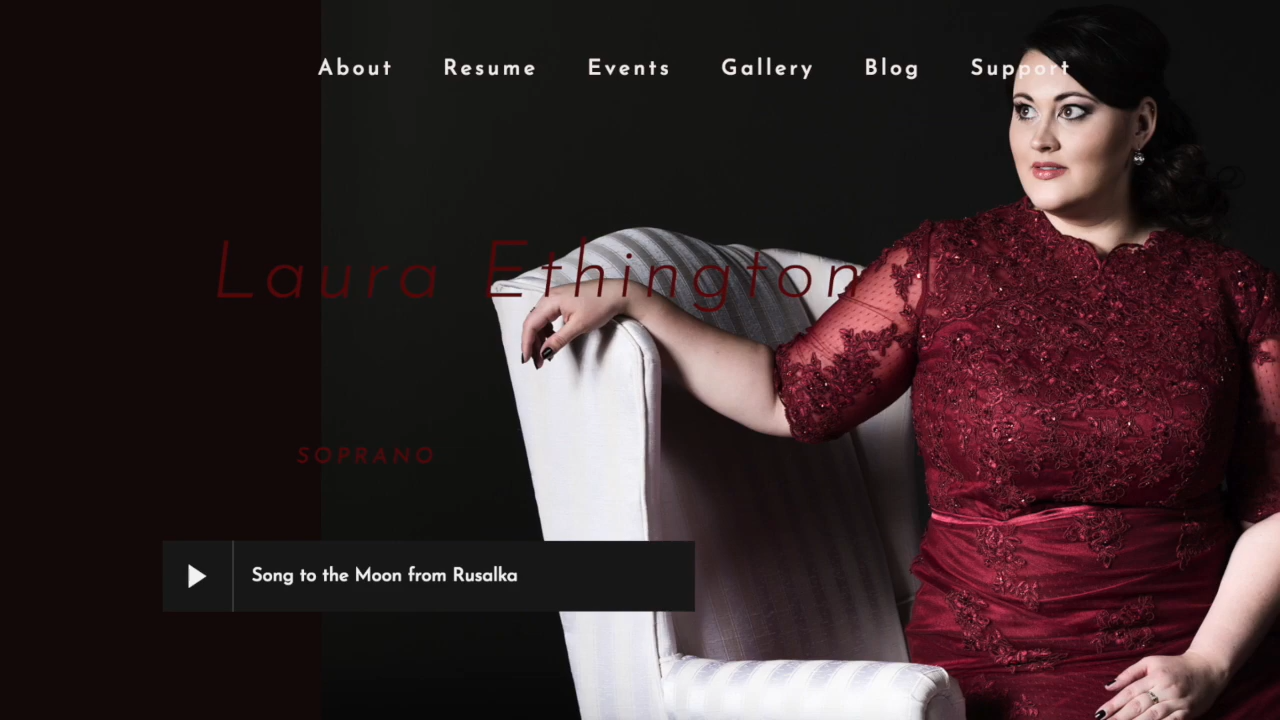 About Resume Events Gallery Blog Support
Laura Ethington
SOPRANO
Song to the Moon from Rusalka